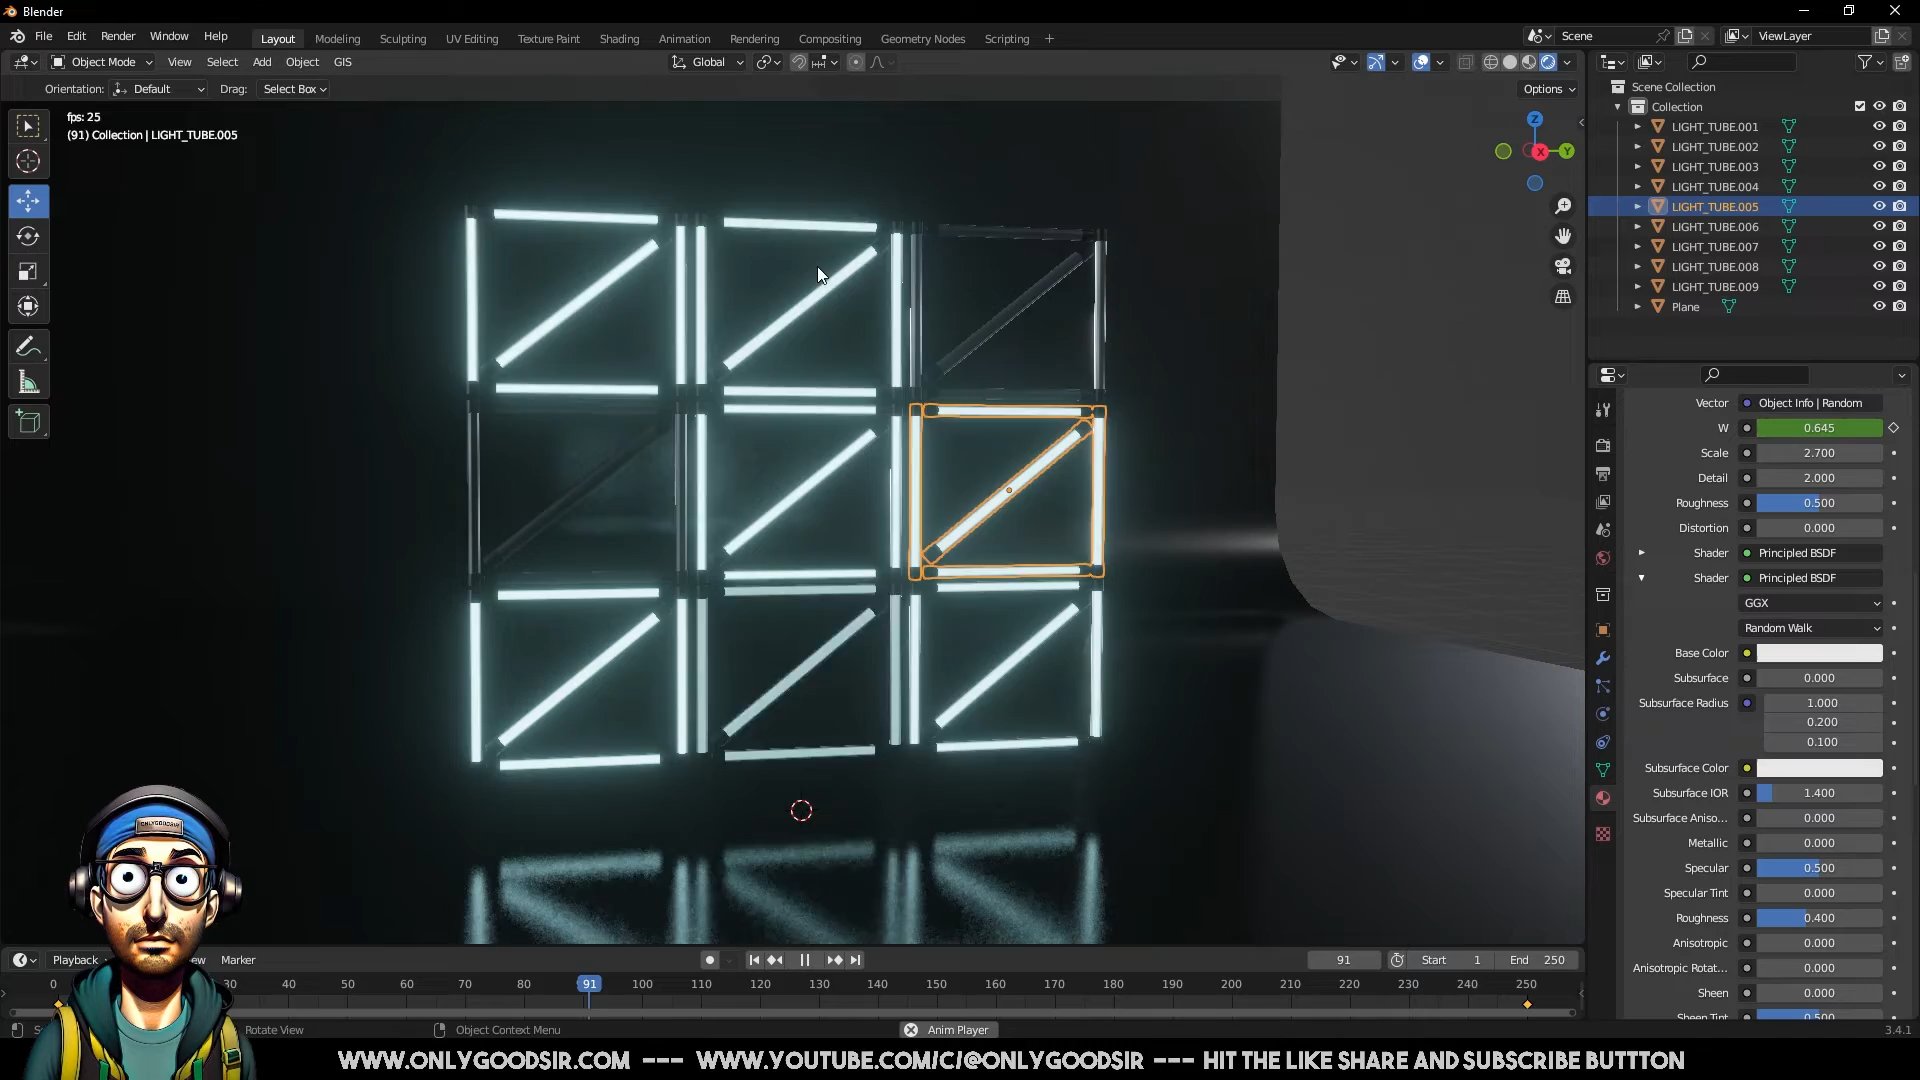 Blender
File Edit Render Window Help
Layout Modeling Sculpting UV Editing Texture Paint Shading Animation Rendering Compositing Geometry Nodes Scripting
Scene
ViewLayer
Object Mode View Select Add Object GIS
Global
Orientation: Default Drag: Select Box
Options
fps: 25
(91) Collection | LIGHT_TUBE.005
Z
X
Y
Scene Collection
Collection
LIGHT_TUBE.001
LIGHT_TUBE.002
LIGHT_TUBE.003
LIGHT_TUBE.004
LIGHT_TUBE.005
LIGHT_TUBE.006
LIGHT_TUBE.007
LIGHT_TUBE.008
LIGHT_TUBE.009
Plane
Vector Object Info | Random
W 0.645
Scale 2.700
Detail 2.000
Roughness 0.500
Distortion 0.000
Shader Principled BSDF
Shader Principled BSDF
GGX
Random Walk
Base Color
Subsurface 0.000
Subsurface Radius 1.000
0.200
0.100
Subsurface Color
Subsurface IOR 1.400
Subsurface Aniso... 0.000
Metallic 0.000
Specular 0.500
Specular Tint 0.000
Roughness 0.400
Anisotropic 0.000
Anisotropic Rotat... 0.000
Sheen 0.000
Sheen Tint 0.500
ONLYGOODSIR
Playback Marker
91 Start 1 End 250
0 30 40 50 60 70 80 91 100 110 120 130 140 150 160 170 180 190 200 210 220 230 240 250
Rotate View Object Context Menu Anim Player 3.4.1
WWW.ONLYGOODSIR.COM --- WWW.YOUTUBE.COM/C/@ONLYGOODSIR --- HIT THE LIKE SHARE AND SUBSCRIBE BUTTTON